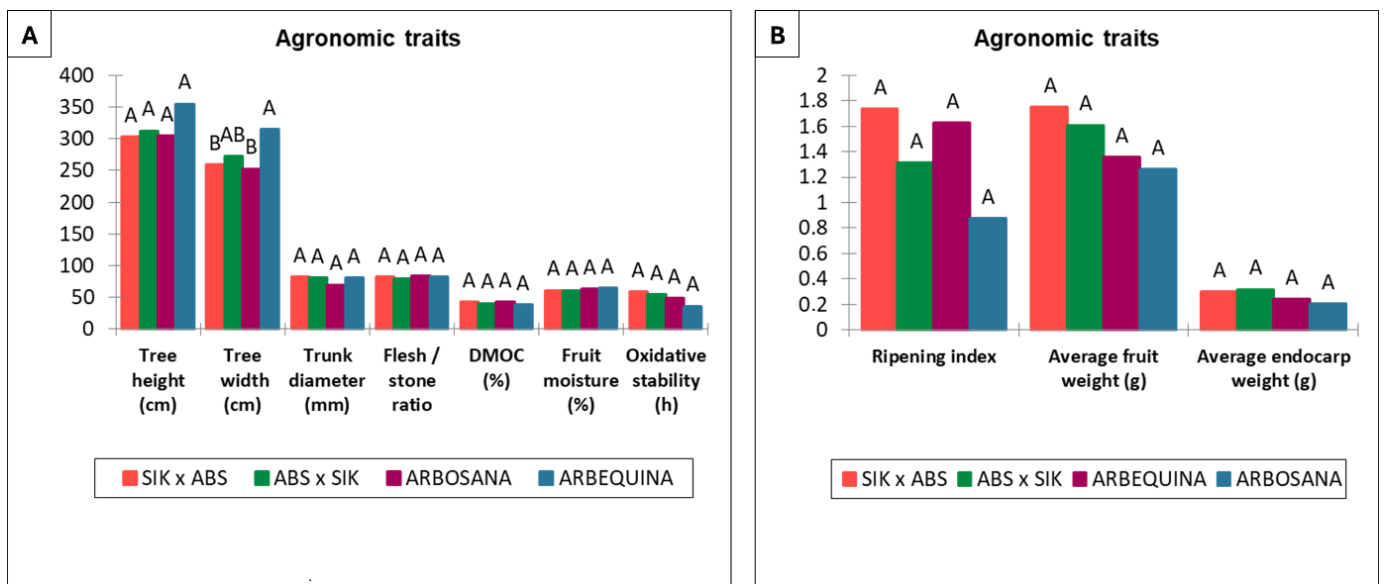 A
Agronomic traits
400
350
300
250
200
150
100
50
0
A A A A
B AB B A
A A A A
A A A A
A A A A
A A A A
A A A A
Tree height (cm)
Tree width (cm)
Trunk diameter (mm)
Flesh / stone ratio
DMOC (%)
Fruit moisture (%)
Oxidative stability (h)
SIK x ABS ABS x SIK ARBOSANA ARBEQUINA
B
Agronomic traits
2
1.8
1.6
1.4
1.2
1
0.8
0.6
0.4
0.2
0
A A A A
A A A A
A A A A
Ripening index
Average fruit weight (g)
Average endocarp weight (g)
SIK x ABS ABS x SIK ARBEQUINA ARBOSANA